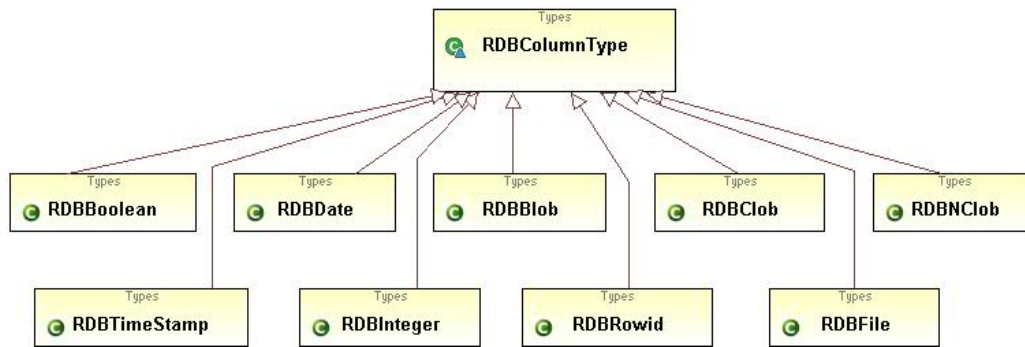 Types
RDBColumnType
Types
RDBBoolean
Types
RDBDate
Types
RDBBlob
Types
RDBClob
Types
RDBNClob
Types
RDBTimeStamp
Types
RDBInteger
Types
RDBRowid
Types
RDBFile